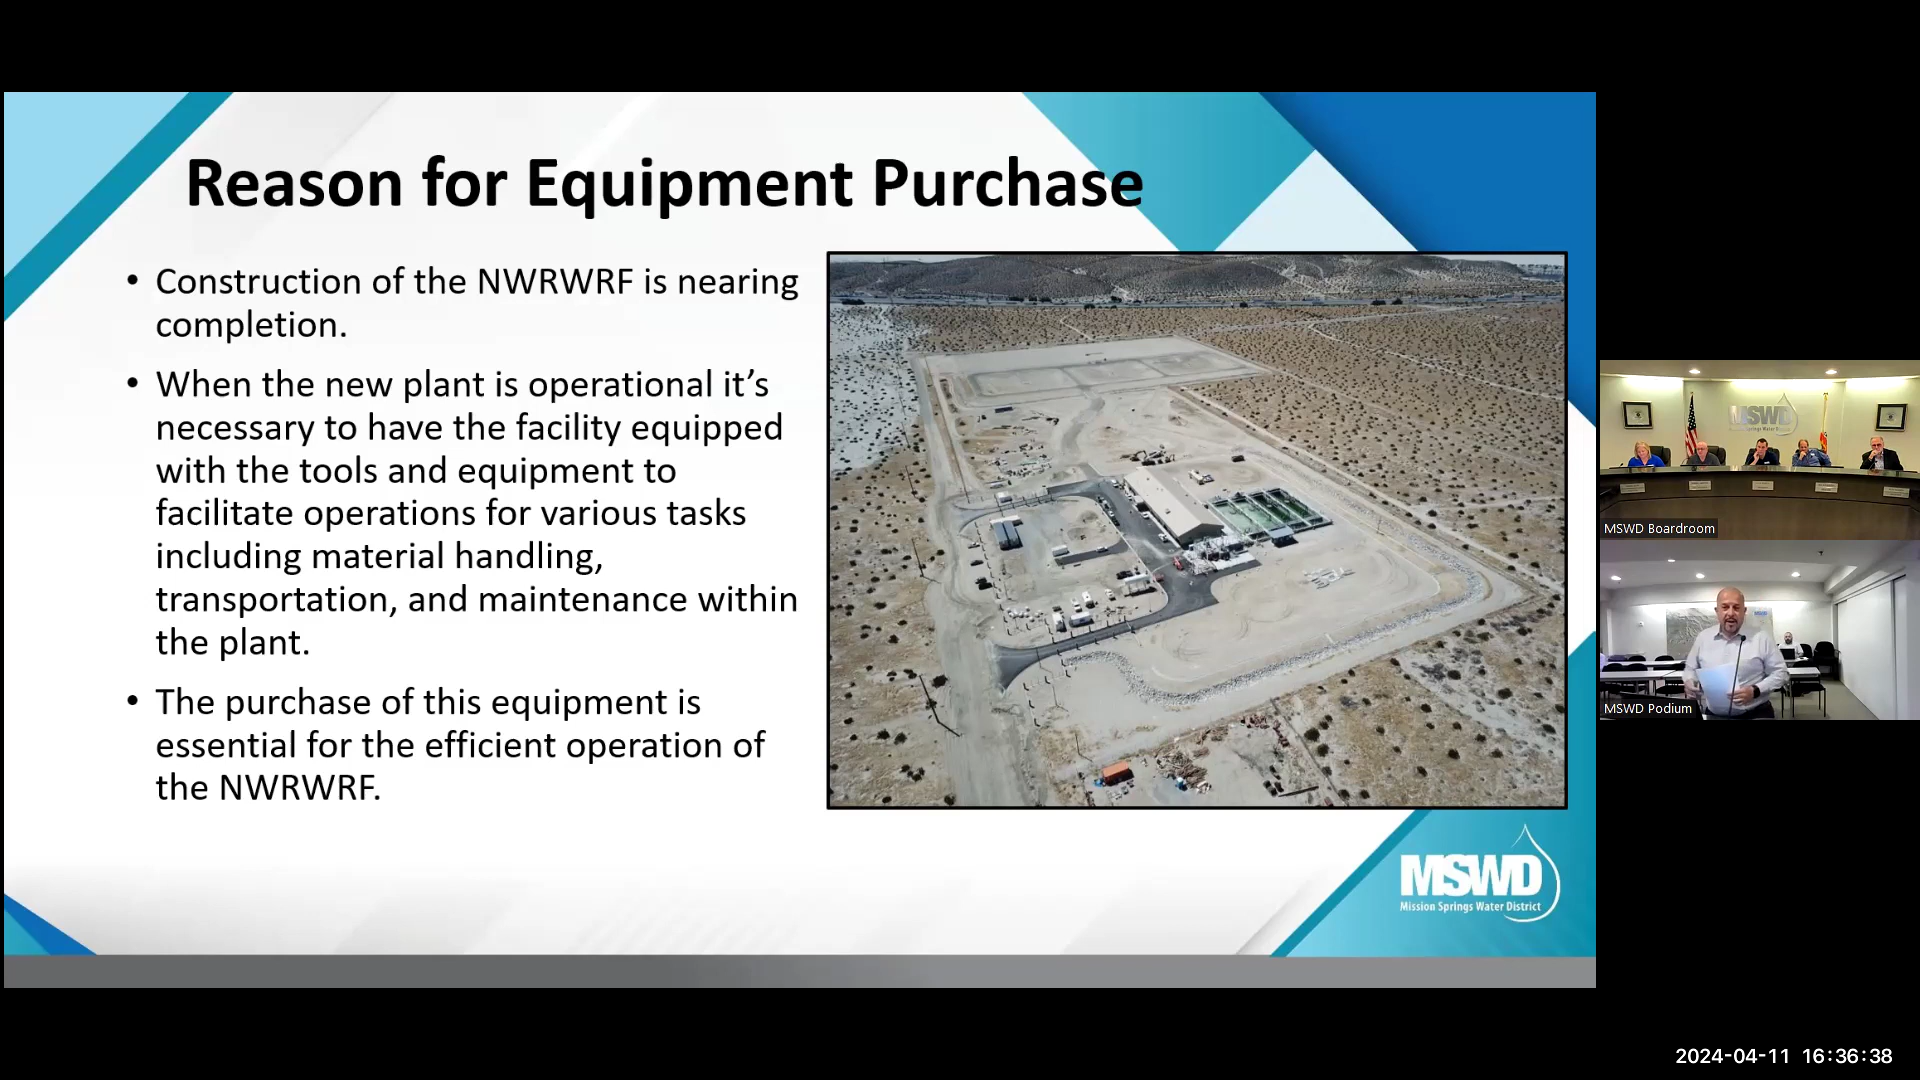 Reason for Equipment Purchase
• Construction of the NWRWRF is nearing
completion.
• When the new plant is operational it’s
necessary to have the facility equipped
with the tools and equipment to
facilitate operations for various tasks
including material handling,
transportation, and maintenance within
the plant.
• The purchase of this equipment is
essential for the efficient operation of
the NWRWRF.
MSWD
Mission Springs Water District
MSWD
MSWD Boardroom
MSWD Podium
2024-04-11 16:36:38